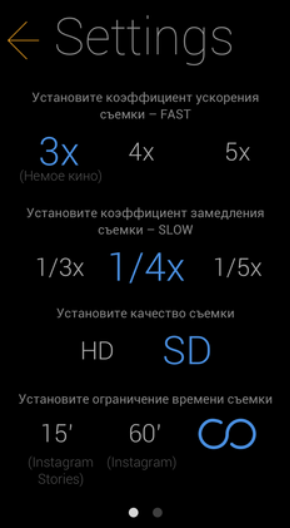 Settings
Установите коэффициент ускорения
съемки – FAST
3x 4x 5x
(Немое кино)
Установите коэффициент замедления
съемки – SLOW
1/3x 1/4x 1/5x
Установите качество съемки
HD SD
Установите ограничение времени съемки
15' 60' ∞
(Instagram (Instagram)
Stories)